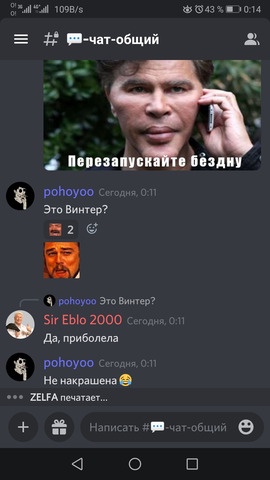 109B/s 43 % 0:14
# 💬-чат-общий
Перезапускайте бездну
pohoyoo Сегодня, 0:11
Это Винтер?
2
pohoyoo Это Винтер?
Sir Eblo 2000 Сегодня, 0:11
Да, приболела
pohoyoo Сегодня, 0:11
Не накрашена😂
ZELFA печатает...
Написать #💬-чат-общий